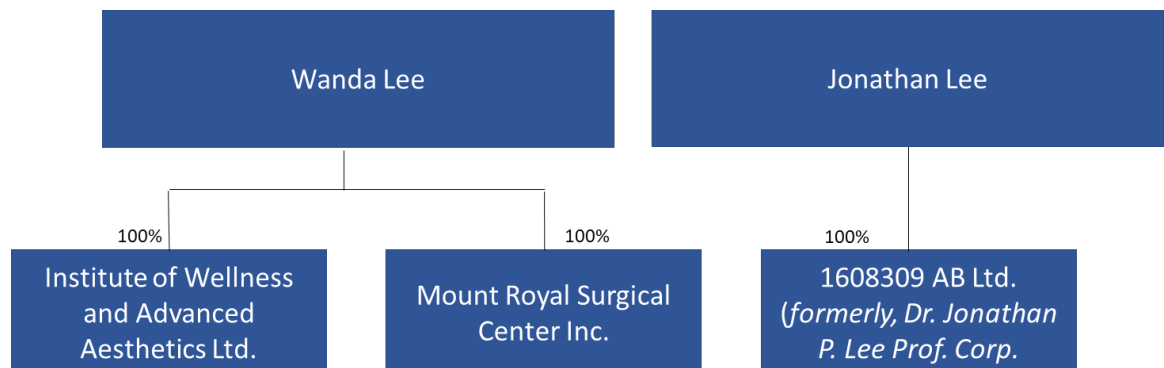 Wanda Lee
Jonathan Lee
100%
100%
100%
Institute of Wellness
and Advanced
Aesthetics Ltd.
Mount Royal Surgical
Center Inc.
1608309 AB Ltd.
(formerly, Dr. Jonathan
P. Lee Prof. Corp.